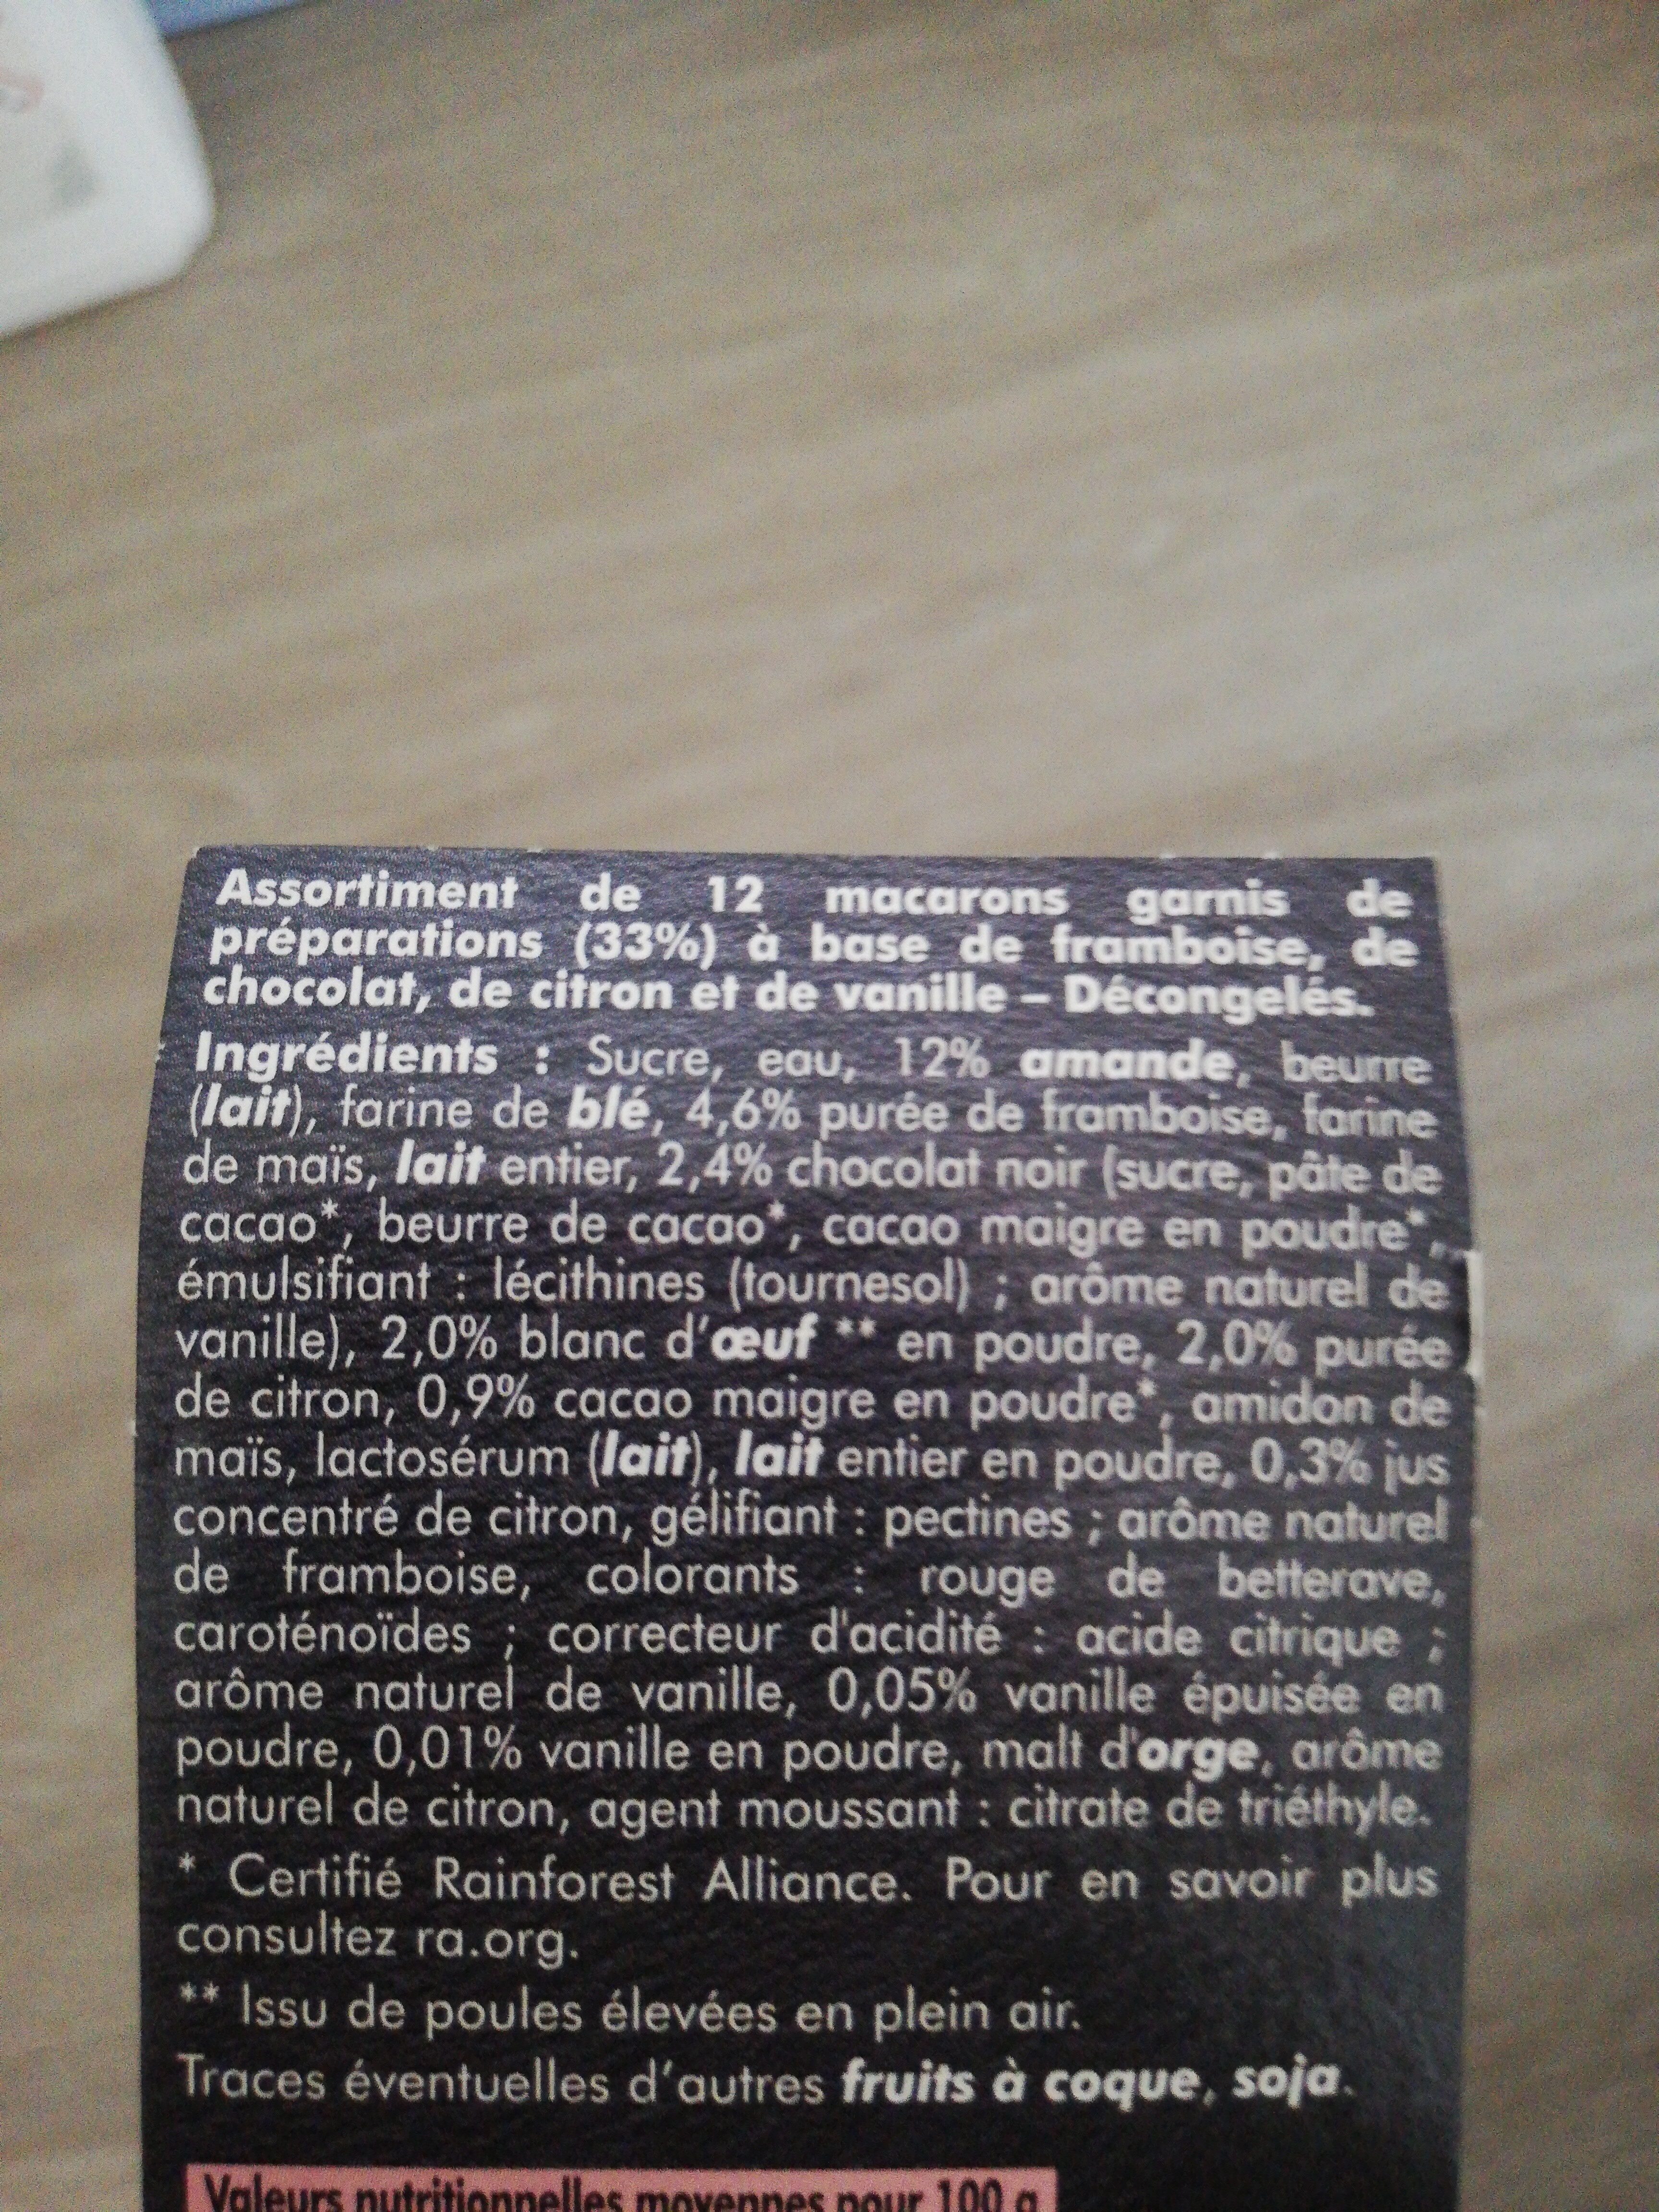 Assortiment de 12 macarons garnis de
préparations (33%) à base de framboise, de
chocolat, de citron et de vanille – Décongelés.
Ingrédients : Sucre, eau, 12% amande, beurre
(lait), farine de blé, 4,6% purée de framboise, farine
de maïs, lait entier, 2,4% chocolat noir (sucre, pâte de
cacao*, beurre de cacao*, cacao maigre en poudre*,
émulsifiant : lécithines (tournesol) ; arôme naturel de
vanille), 2,0% blanc d'œuf ** en poudre, 2,0% purée
de citron, 0,9% cacao maigre en poudre*, amidon de
maïs, lactosérum (lait), lait entier en poudre, 0,3% jus
concentré de citron, gélifiant : pectines ; arôme naturel
de framboise, colorants : rouge de betterave,
caroténoïdes ; correcteur d'acidité : acide citrique ;
arôme naturel de vanille, 0,05% vanille épuisée en
poudre, 0,01% vanille en poudre, malt d'orge, arôme
naturel de citron, agent moussant : citrate de triéthyle.
* Certifié Rainforest Alliance. Pour en savoir plus
consultez ra.org.
** Issu de poules élevées en plein air.
Traces éventuelles d'autres fruits à coque, soja.
Valeurs nutritionnelles moyennes pour 100 g